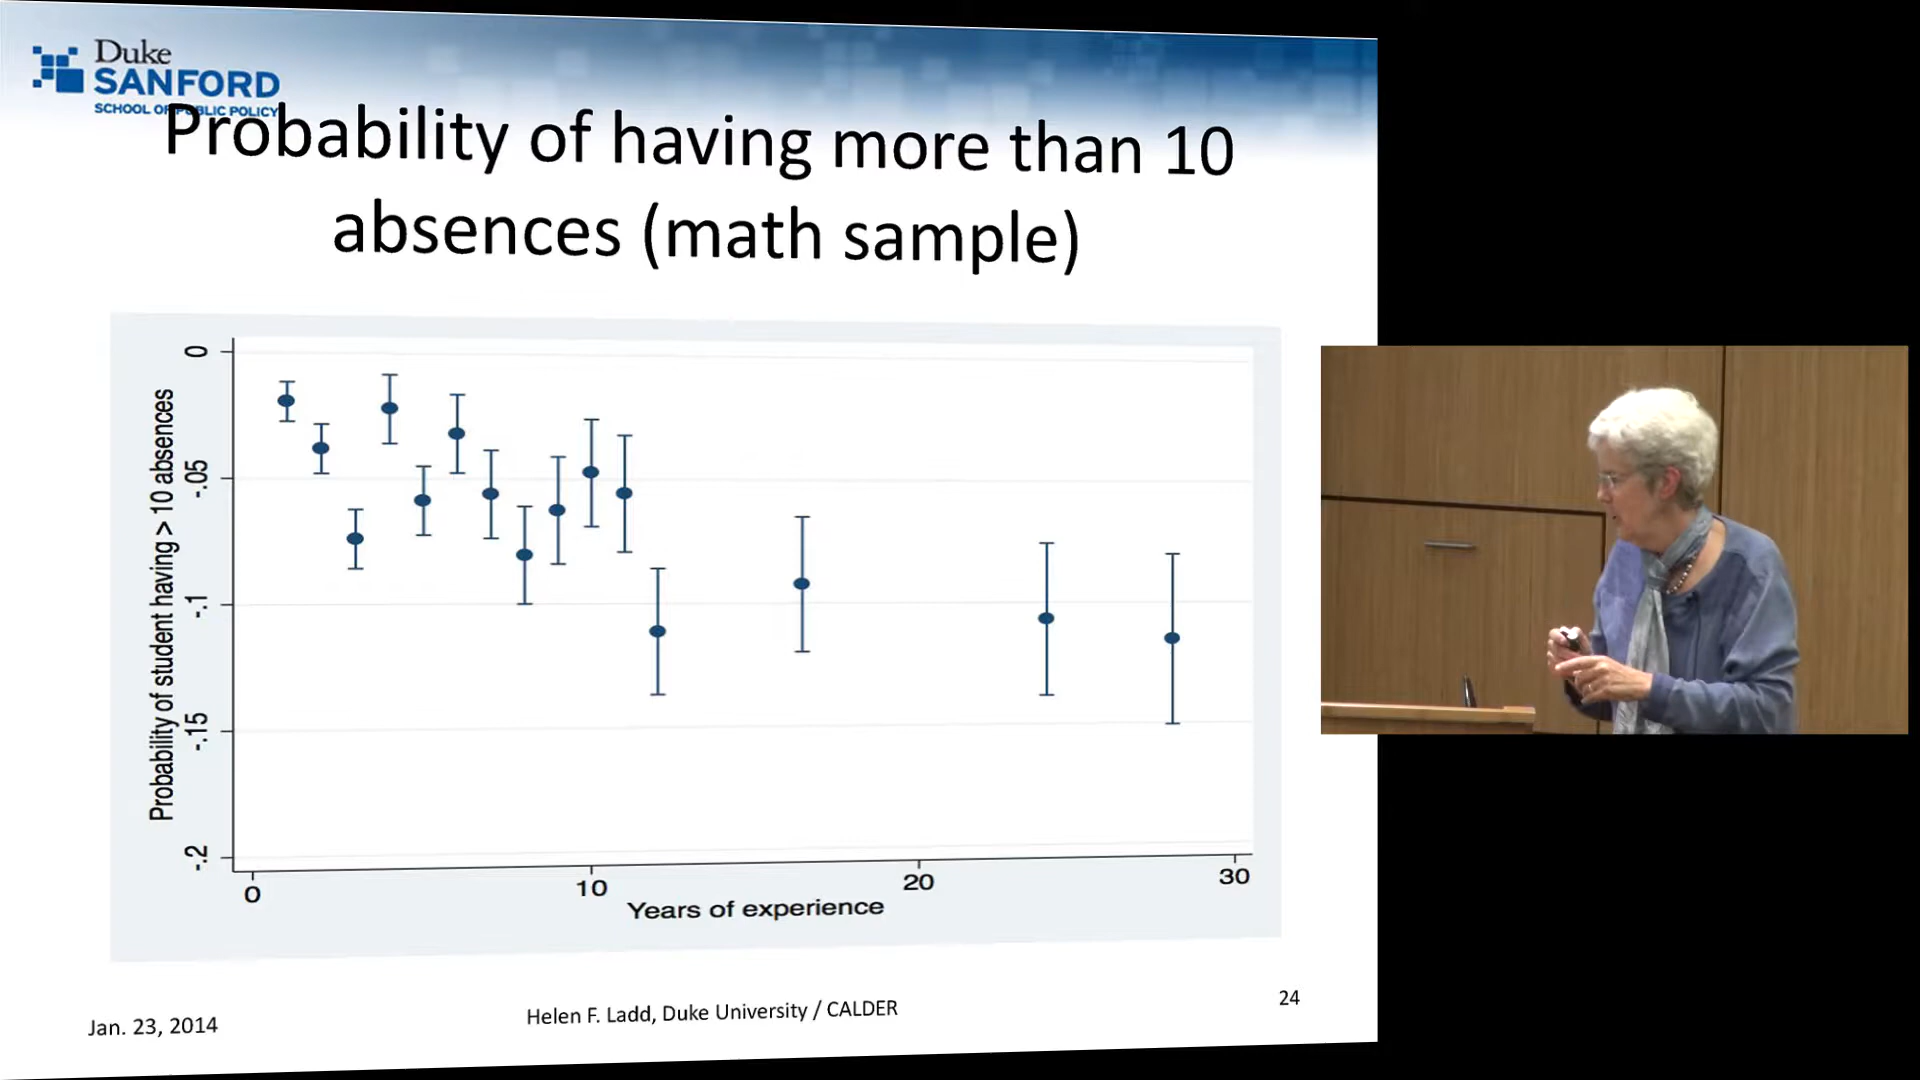 Duke
SANFORD
SCHOOL OF PUBLIC POLICY
Probability of having more than 10
absences (math sample)
Probability of student having > 10 absences
0
-.05
-.1
-.15
-.2
0
10
20
30
Years of experience
Jan. 23, 2014
Helen F. Ladd, Duke University / CALDER
24